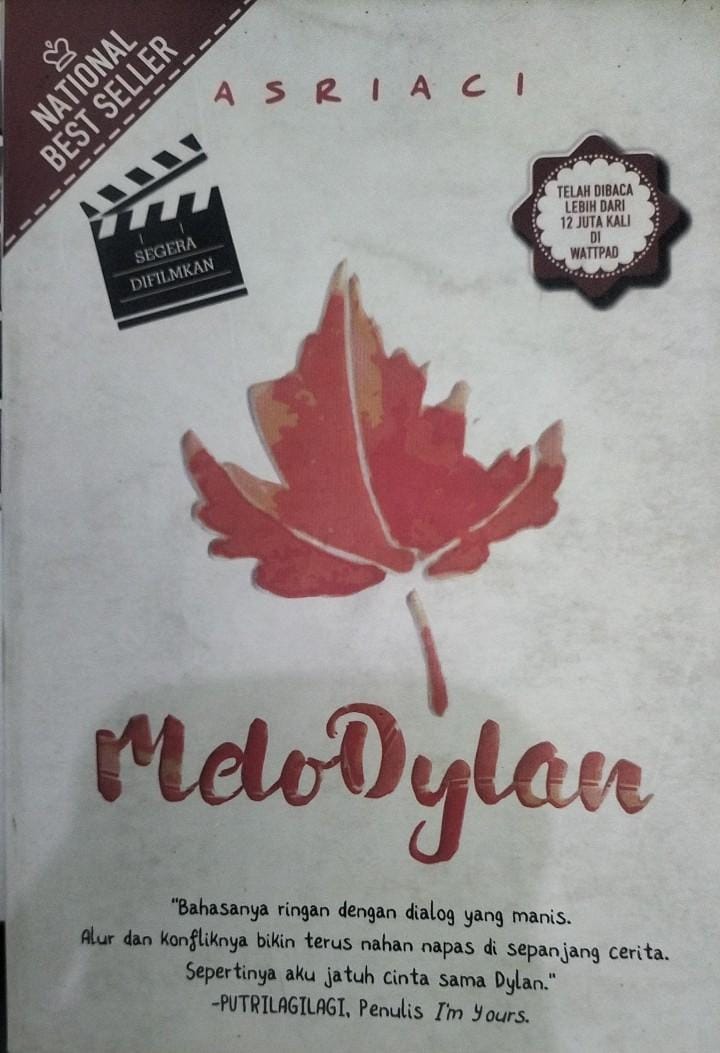 NATIONAL
BEST SELLER
ASRIACI
SEGERA
DIFILMKAN
TELAH DIBACA
LEBIH DARI
12 JUTA KALI
DI
WATTPAD
MeloDylan
"Bahasanya ringan dengan dialog yang manis.
Alur dan konfliknya bikin terus nahan napas di sepanjang cerita.
Sepertinya aku jatuh cinta sama Dylan."
-PUTRILAGILAGI, Penulis I'm Yours.